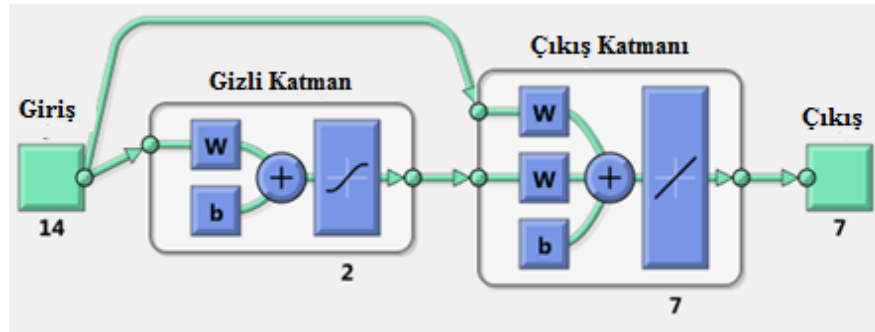 Giriş
14
Gizli Katman
W
b
+
2
Çıkış Katmanı
W
W
b
+
7
Çıkış
7